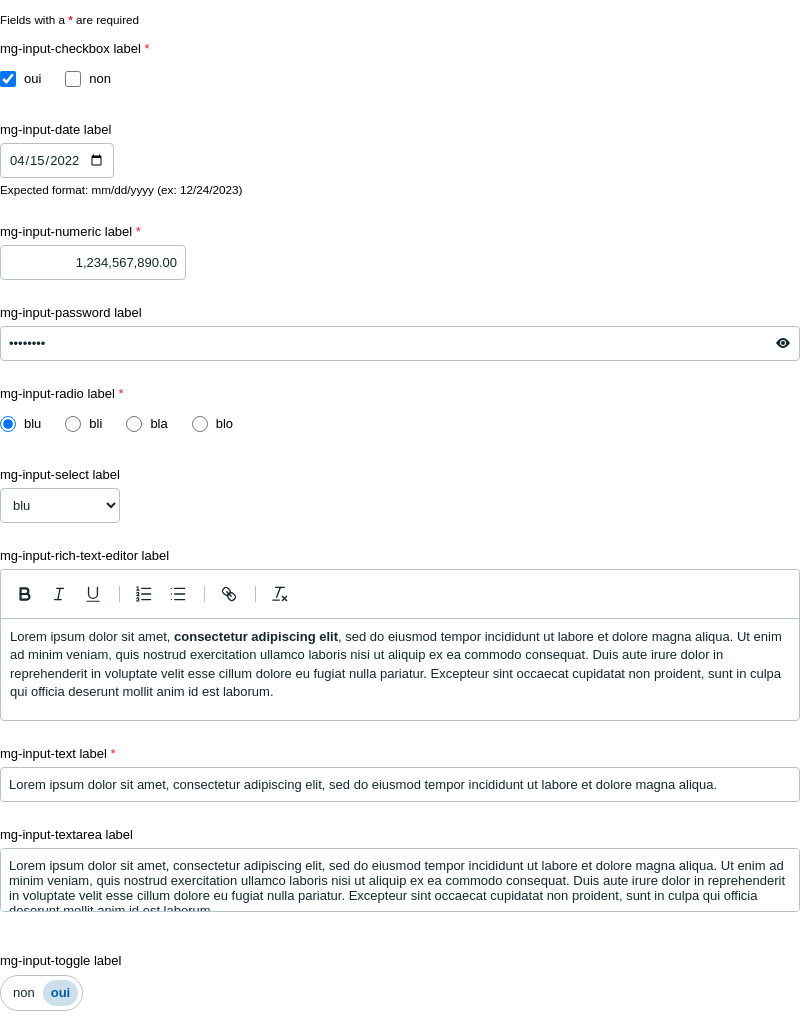 Fields with a * are required
mg-input-checkbox label *
oui non
mg-input-date label
04/15/2022
Expected format: mm/dd/yyyy (ex: 12/24/2023)
mg-input-numeric label *
1,234,567,890.00
mg-input-password label
••••••••
mg-input-radio label *
blu bli bla blo
mg-input-select label
blu
mg-input-rich-text-editor label
Lorem ipsum dolor sit amet, consectetur adipiscing elit, sed do eiusmod tempor incididunt ut labore et dolore magna aliqua. Ut enim
ad minim veniam, quis nostrud exercitation ullamco laboris nisi ut aliquip ex ea commodo consequat. Duis aute irure dolor in
reprehenderit in voluptate velit esse cillum dolore eu fugiat nulla pariatur. Excepteur sint occaecat cupidatat non proident, sunt in culpa
qui officia deserunt mollit anim id est laborum.
mg-input-text label *
Lorem ipsum dolor sit amet, consectetur adipiscing elit, sed do eiusmod tempor incididunt ut labore et dolore magna aliqua.
mg-input-textarea label
Lorem ipsum dolor sit amet, consectetur adipiscing elit, sed do eiusmod tempor incididunt ut labore et dolore magna aliqua. Ut enim ad
minim veniam, quis nostrud exercitation ullamco laboris nisi ut aliquip ex ea commodo consequat. Duis aute irure dolor in reprehenderit
in voluptate velit esse cillum dolore eu fugiat nulla pariatur. Excepteur sint occaecat cupidatat non proident, sunt in culpa qui officia
deserunt mollit anim id est laborum.
mg-input-toggle label
non oui